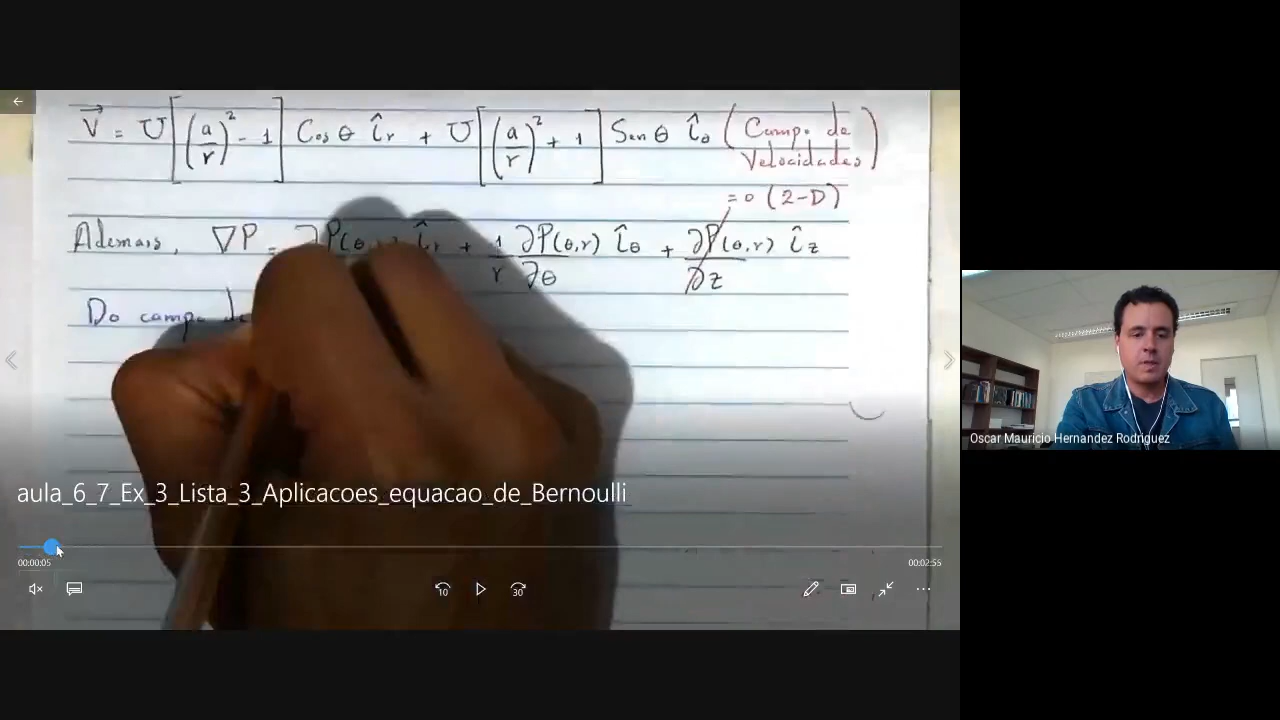 V⃗ = U[(a/r)² - 1] Cos θ î_r + U[(a/r)² + 1] Sen θ î_θ (Campo de
Velocidades)
= 0 (2-D)
Ademais, ∇P = ∂P(θ,r) î_r + 1/r ∂P(θ,r)/∂θ î_θ + ∂P(θ,r)/∂z î_z
Do campo de
Oscar Mauricio Hernandez Rodriguez
aula_6_7_Ex_3_Lista_3_Aplicacoes_equacao_de_Bernoulli
00:00:05
00:02:55
10
30